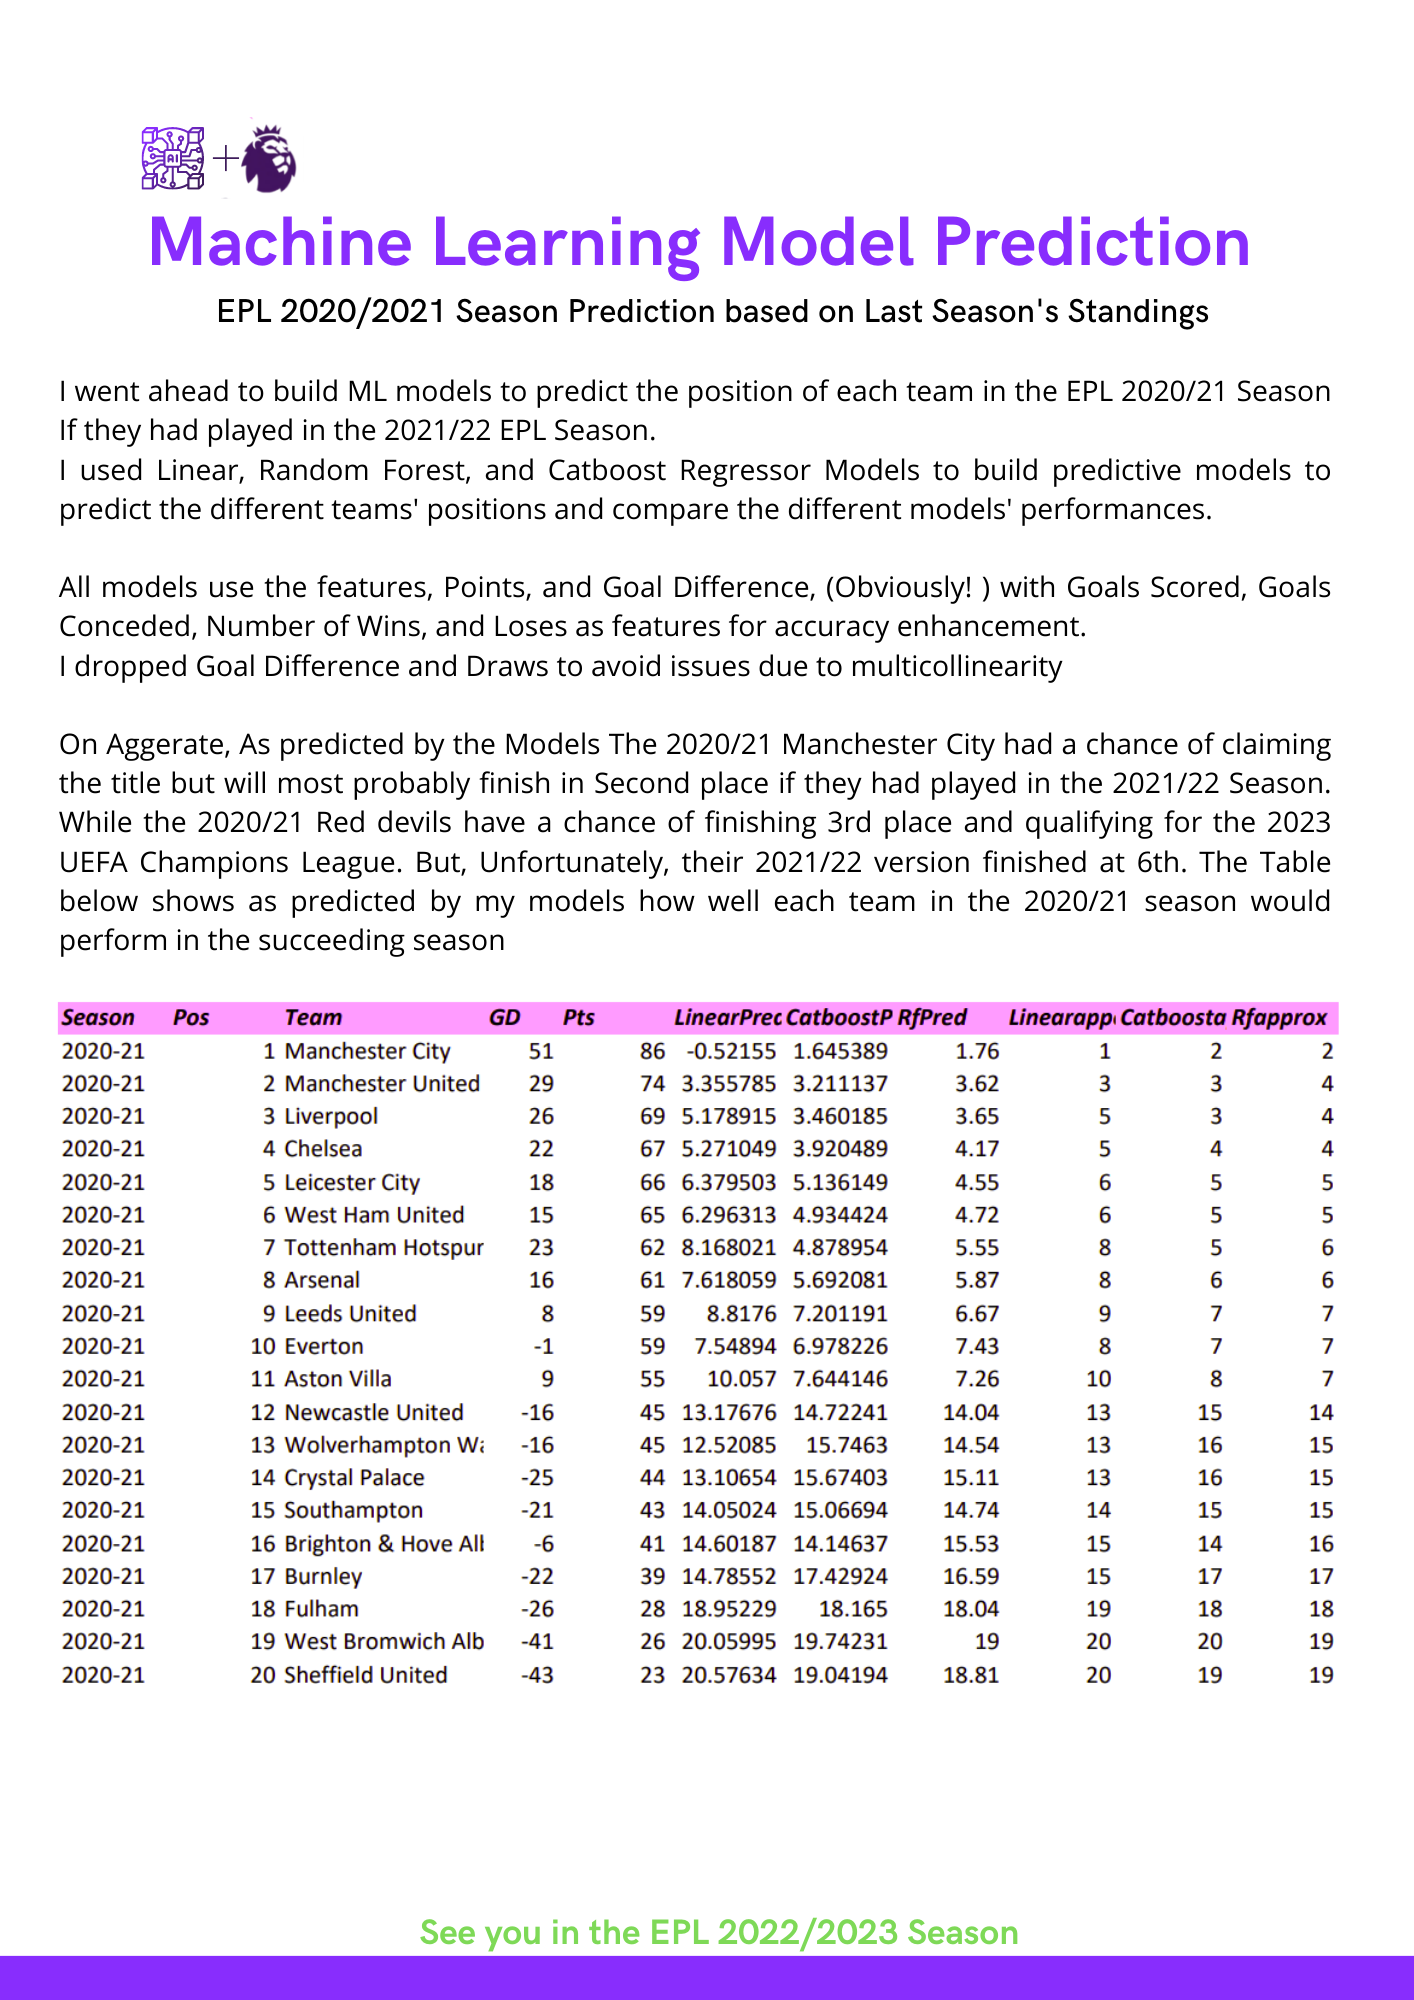 AI
Machine Learning Model Prediction
EPL 2020/2021 Season Prediction based on Last Season's Standings
I went ahead to build ML models to predict the position of each team in the EPL 2020/21 Season
If they had played in the 2021/22 EPL Season.
I used Linear, Random Forest, and Catboost Regressor Models to build predictive models to
predict the different teams' positions and compare the different models' performances.
All models use the features, Points, and Goal Difference, (Obviously! ) with Goals Scored, Goals
Conceded, Number of Wins, and Loses as features for accuracy enhancement.
I dropped Goal Difference and Draws to avoid issues due to multicollinearity
On Aggerate, As predicted by the Models The 2020/21 Manchester City had a chance of claiming
the title but will most probably finish in Second place if they had played in the 2021/22 Season.
While the 2020/21 Red devils have a chance of finishing 3rd place and qualifying for the 2023
UEFA Champions League. But, Unfortunately, their 2021/22 version finished at 6th. The Table
below shows as predicted by my models how well each team in the 2020/21 season would
perform in the succeeding season
Season Pos Team GD Pts LinearPred CatboostP RfPred Linearapp Catboosta Rfapprox
2020-21 1 Manchester City 51 86 -0.52155 1.645389 1.76 1 2 2
2020-21 2 Manchester United 29 74 3.355785 3.211137 3.62 3 3 4
2020-21 3 Liverpool 26 69 5.178915 3.460185 3.65 5 3 4
2020-21 4 Chelsea 22 67 5.271049 3.920489 4.17 5 4 4
2020-21 5 Leicester City 18 66 6.379503 5.136149 4.55 6 5 5
2020-21 6 West Ham United 15 65 6.296313 4.934424 4.72 6 5 5
2020-21 7 Tottenham Hotspur 23 62 8.168021 4.878954 5.55 8 5 6
2020-21 8 Arsenal 16 61 7.618059 5.692081 5.87 8 6 6
2020-21 9 Leeds United 8 59 8.8176 7.201191 6.67 9 7 7
2020-21 10 Everton -1 59 7.54894 6.978226 7.43 8 7 7
2020-21 11 Aston Villa 9 55 10.057 7.644146 7.26 10 8 7
2020-21 12 Newcastle United -16 45 13.17676 14.72241 14.04 13 15 14
2020-21 13 Wolverhampton Wa -16 45 12.52085 15.7463 14.54 13 16 15
2020-21 14 Crystal Palace -25 44 13.10654 15.67403 15.11 13 16 15
2020-21 15 Southampton -21 43 14.05024 15.06694 14.74 14 15 15
2020-21 16 Brighton & Hove Alb -6 41 14.60187 14.14637 15.53 15 14 16
2020-21 17 Burnley -22 39 14.78552 17.42924 16.59 15 17 17
2020-21 18 Fulham -26 28 18.95229 18.165 18.04 19 18 18
2020-21 19 West Bromwich Alb -41 26 20.05995 19.74231 19 20 20 19
2020-21 20 Sheffield United -43 23 20.57634 19.04194 18.81 20 19 19
See you in the EPL 2022/2023 Season